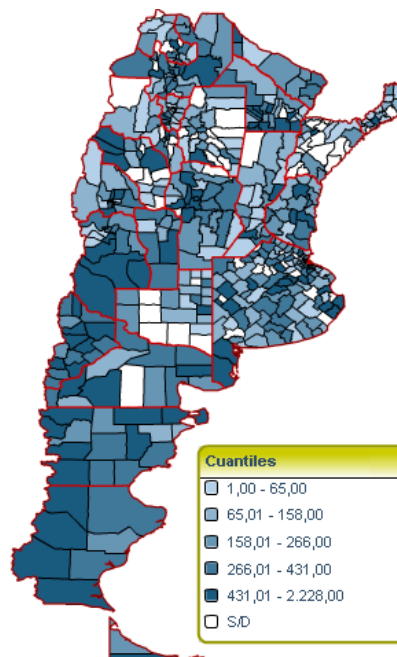 Cuantiles
1,00 - 65,00
65,01 - 158,00
158,01 - 266,00
266,01 - 431,00
431,01 - 2.228,00
S/D